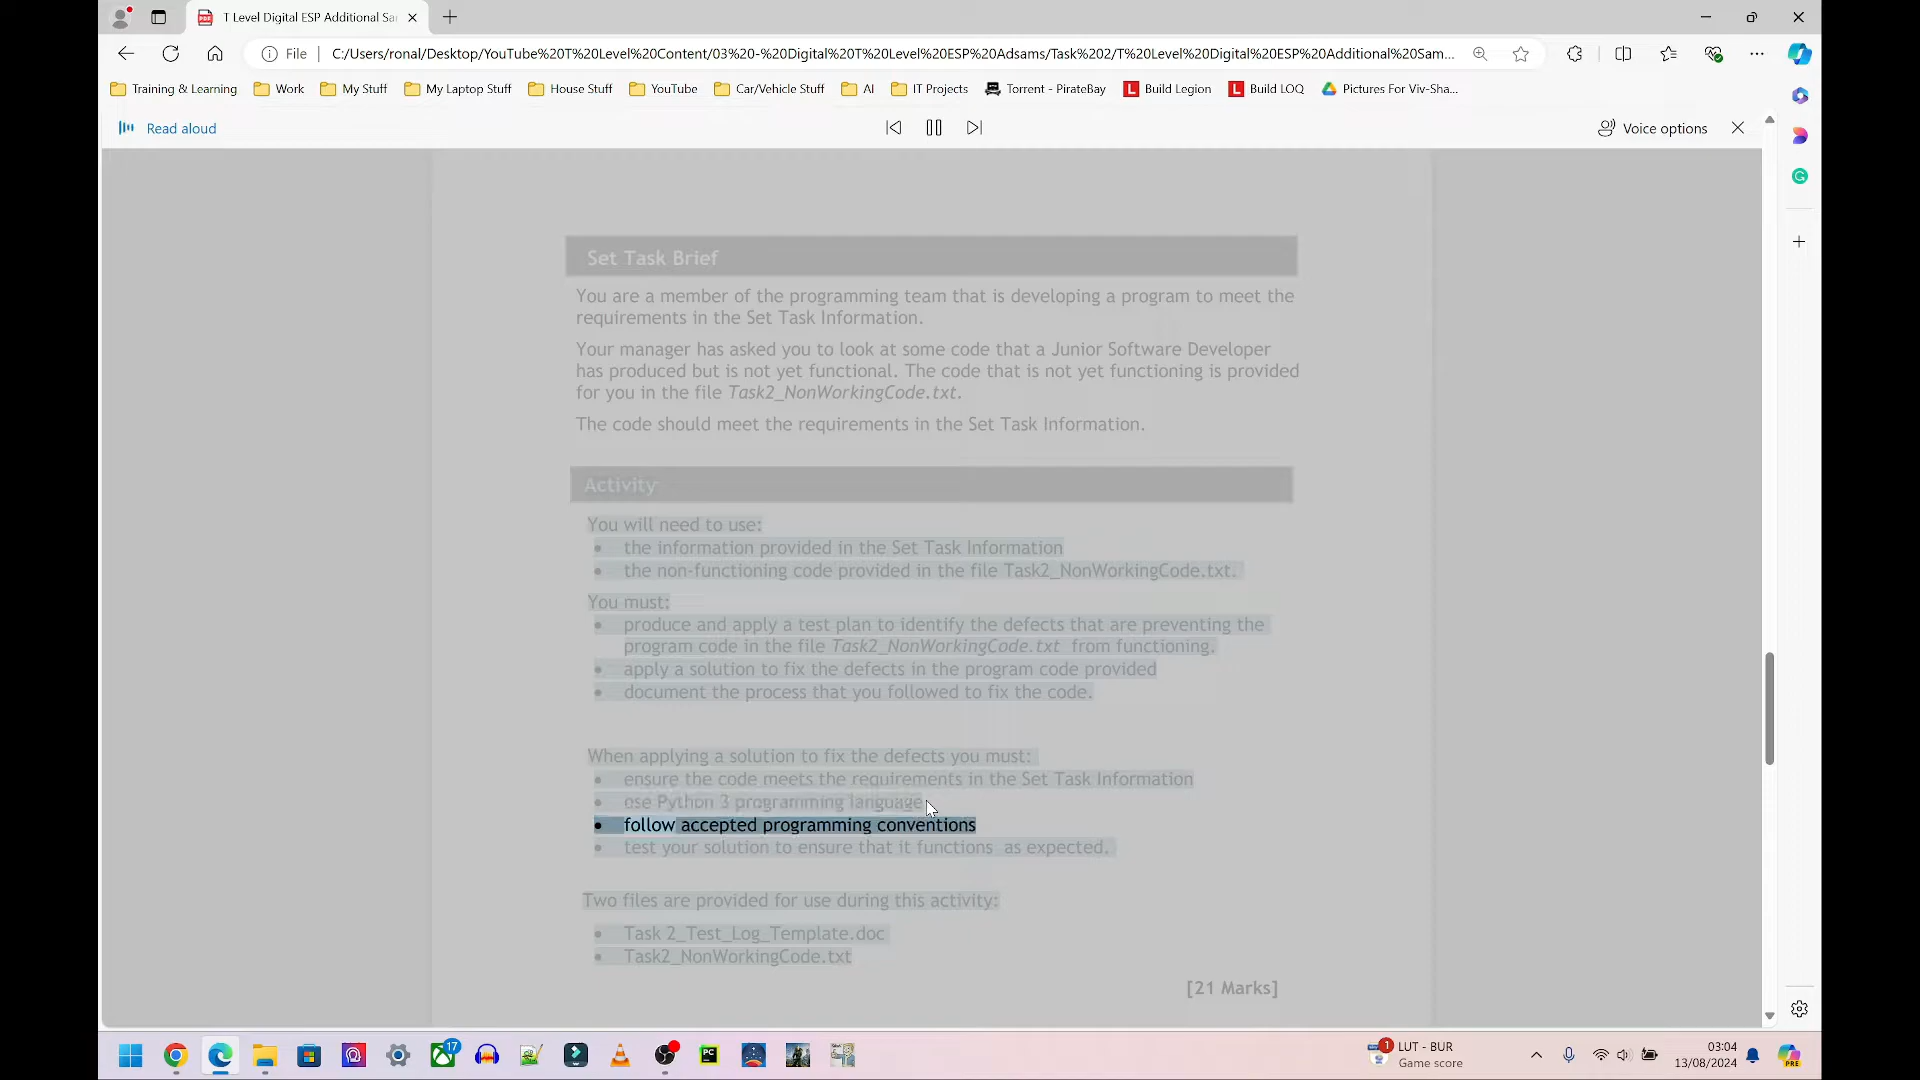 T Level Digital ESP Additional Sa
File
C:/Users/ronal/Desktop/YouTube%20T%20Level%20Content/03%20-%20Digital%20T%20Level%20ESP%20Adsams/Task%202/T%20Level%20Digital%20ESP%20Additional%20Sam...
Training & Learning Work My Stuff My Laptop Stuff House Stuff YouTube Car/Vehicle Stuff AI IT Projects Torrent - PirateBay L Build Legion L Build LOQ Pictures For Viv-Sha...
Read aloud
Voice options
Set Task Brief
You are a member of the programming team that is developing a program to meet the
requirements in the Set Task Information.
Your manager has asked you to look at some code that a Junior Software Developer
has produced but is not yet functional. The code that is not yet functioning is provided
for you in the file Task2_NonWorkingCode.txt.
The code should meet the requirements in the Set Task Information.
Activity
You will need to use:
• the information provided in the Set Task Information
• the non-functioning code provided in the file Task2_NonWorkingCode.txt.
You must:
• produce and apply a test plan to identify the defects that are preventing the
program code in the file Task2_NonWorkingCode.txt from functioning.
• apply a solution to fix the defects in the program code provided
• document the process that you followed to fix the code.
When applying a solution to fix the defects you must:
• ensure the code meets the requirements in the Set Task Information
• use Python 3 programming language
• follow accepted programming conventions
• test your solution to ensure that it functions as expected.
Two files are provided for use during this activity:
• Task 2_Test_Log_Template.doc
• Task2_NonWorkingCode.txt
[21 Marks]
17
PC
1
LUT - BUR
Game score
03:04
13/08/2024
PRE